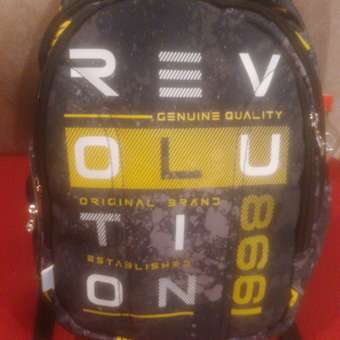 REV
GENUINE QUALITY
OLU
ORIGINAL BRAND
TI
ESTABLISHED
ON
1998